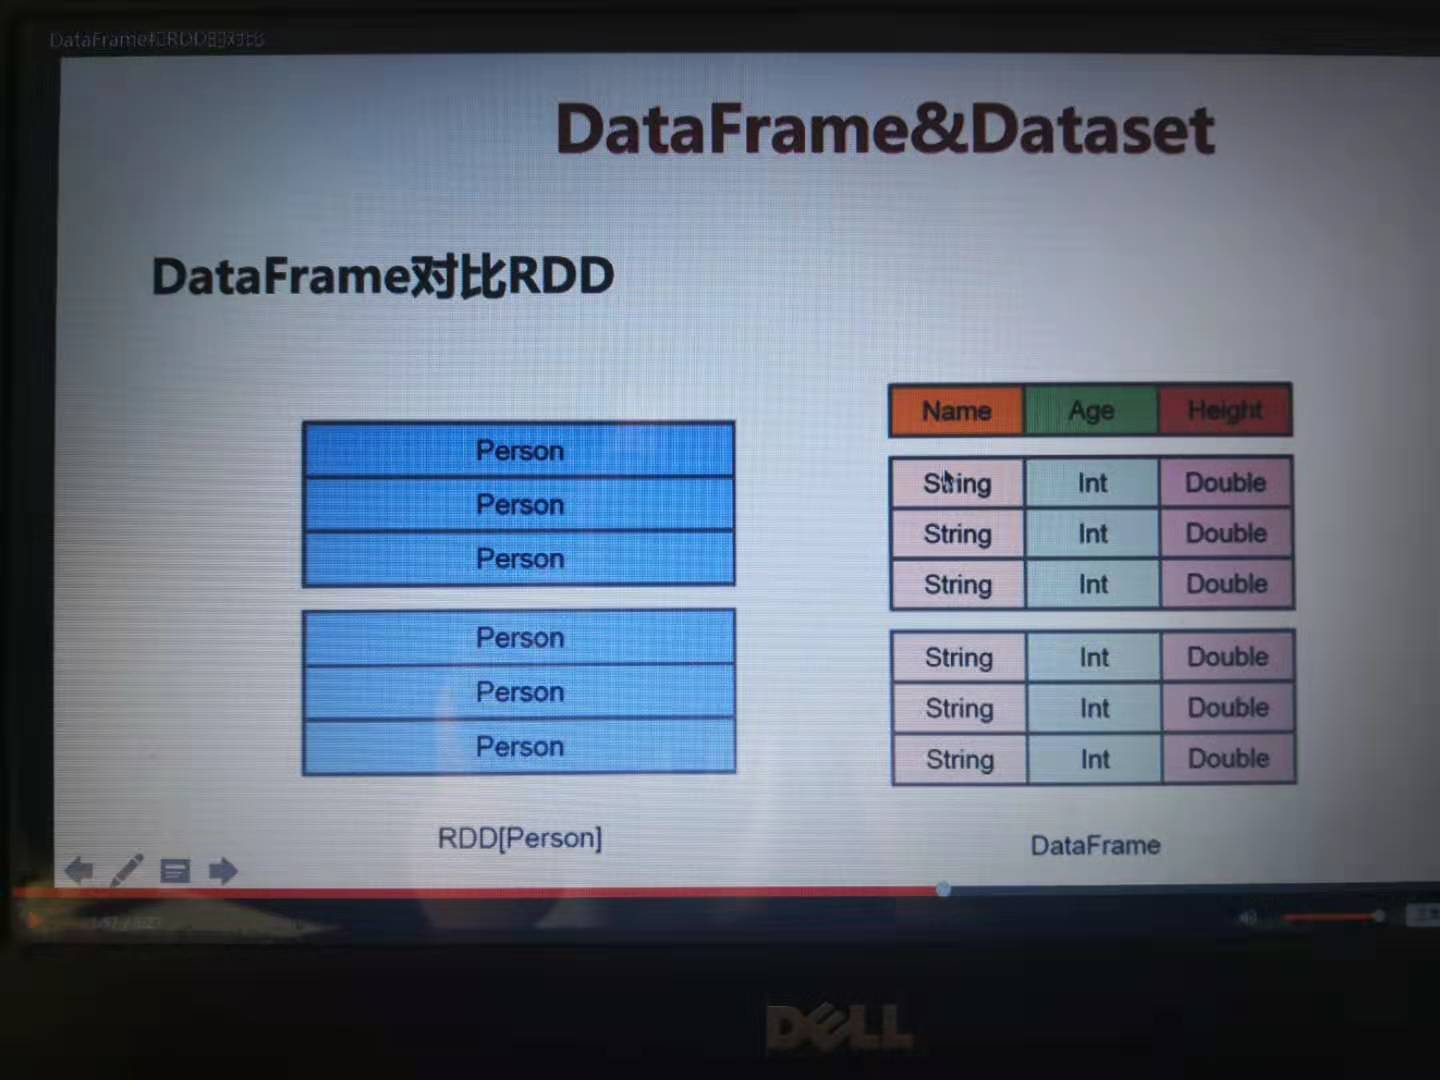 DataFrame和RDD的对比
DataFrame&Dataset
DataFrame对比RDD
Person
Person
Person
Person
Person
Person
RDD[Person]
Name Age Height
String Int Double
String Int Double
String Int Double
String Int Double
String Int Double
String Int Double
DataFrame
DELL